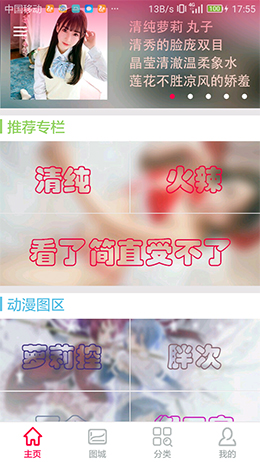 中国移动 13B/s 4G 100% 17:55
清纯萝莉 丸子
清秀的脸庞双目
晶莹清澈温柔象水
莲花不胜凉风的娇羞
推荐专栏
清纯 火辣
看了简直受不了
动漫图区
萝莉控 胖次
主页 图城 分类 我的